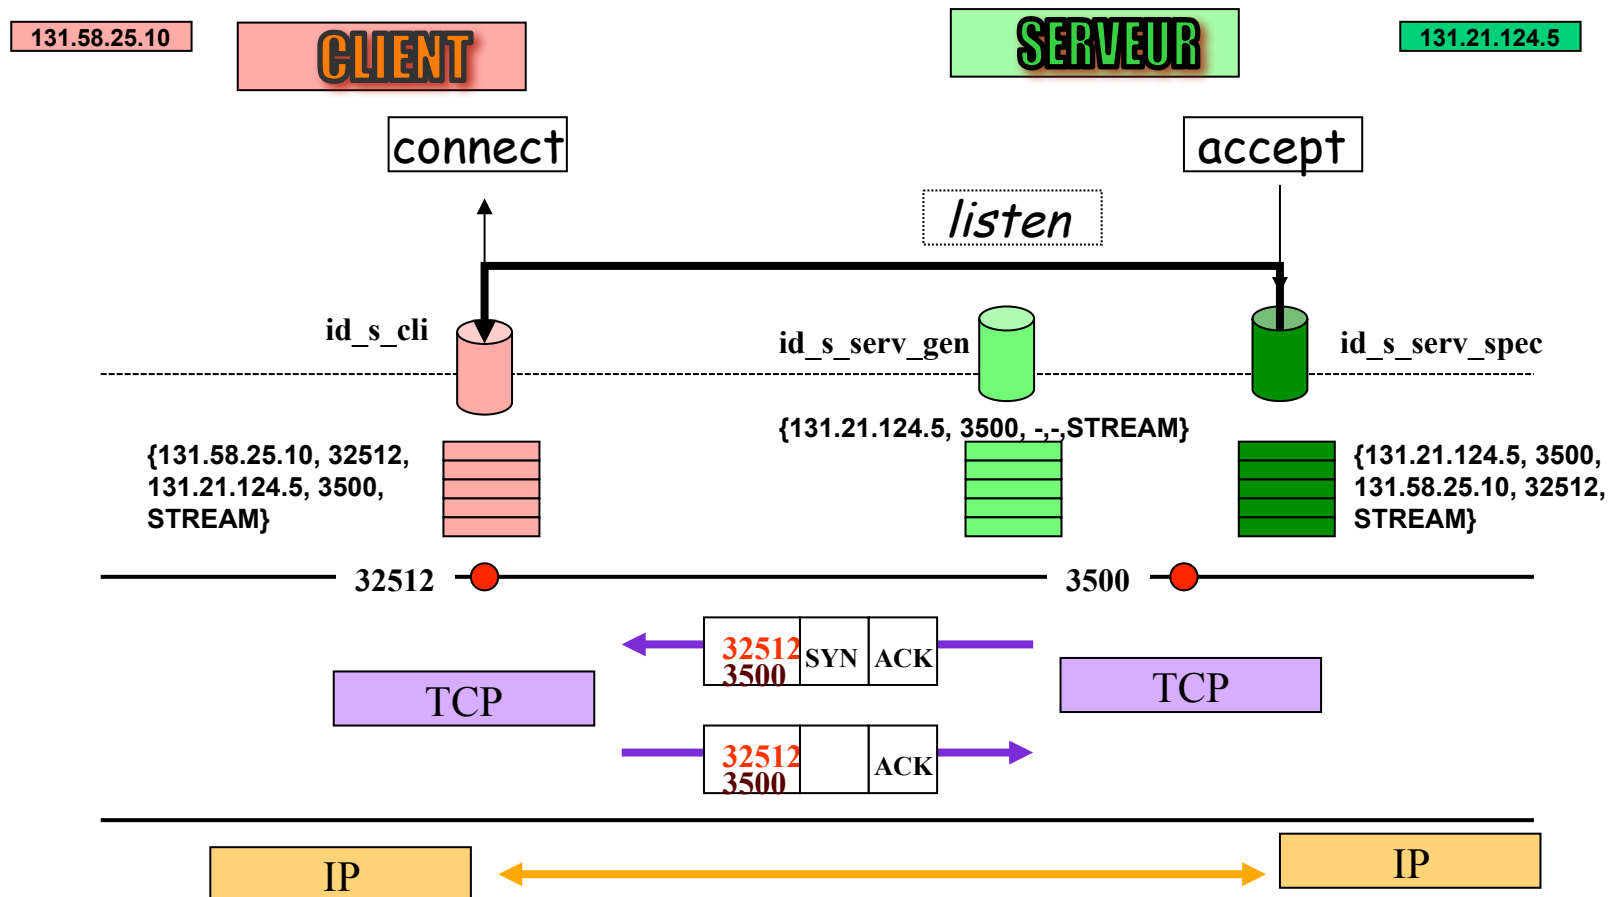 131.58.25.10
CLIENT
SERVEUR
131.21.124.5
connect
accept
listen
id_s_cli
id_s_serv_gen
id_s_serv_spec
{131.21.124.5, 3500, -,-,STREAM}
{131.58.25.10, 32512,
131.21.124.5, 3500,
STREAM}
{131.21.124.5, 3500,
131.58.25.10, 32512,
STREAM}
32512
3500
32512
3500
SYN
ACK
TCP
TCP
32512
3500
ACK
IP
IP